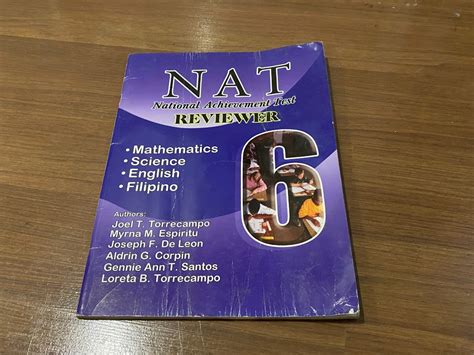 NAT
National Achievement Test
REVIEWER
• Mathematics
• Science
• English
• Filipino
6
Authors:
Joel T. Torrecampo
Myrna M. Espiritu
Joseph F. De Leon
Aldrin G. Corpin
Gennie Ann T. Santos
Loreta B. Torrecampo